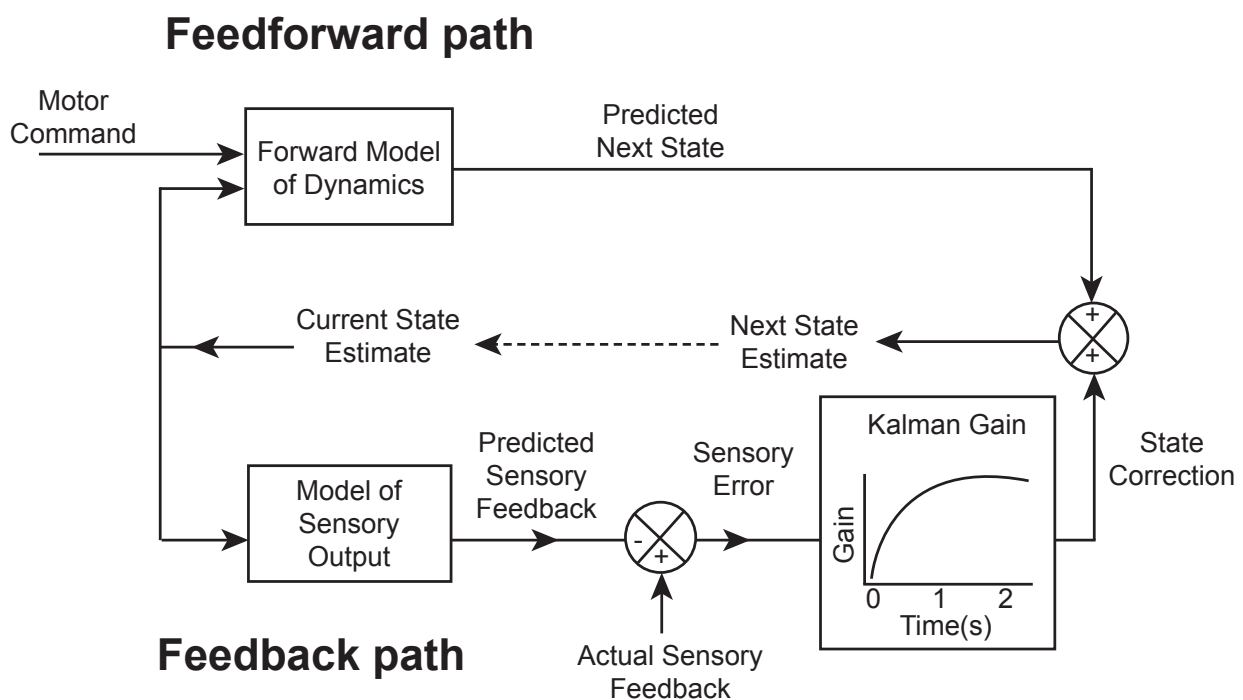 Feedforward path
Motor
Command
Forward Model
of Dynamics
Predicted
Next State
+
+
Current State
Estimate
Next State
Estimate
Model of
Sensory
Output
Predicted
Sensory
Feedback
-
+
Sensory
Error
Kalman Gain
Gain
0 1 2
Time(s)
State
Correction
Feedback path
Actual Sensory
Feedback